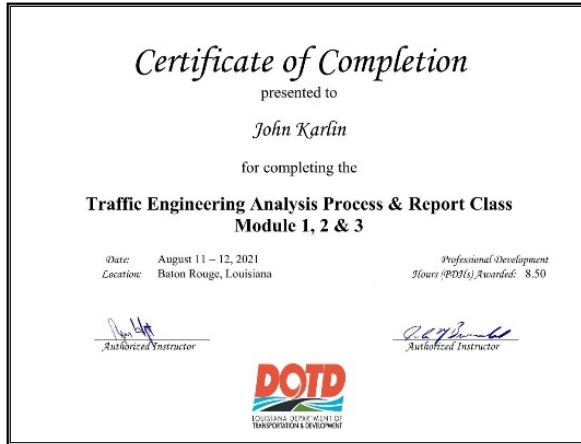 Certificate of Completion
presented to
John Karlin
for completing the
Traffic Engineering Analysis Process & Report Class
Module 1, 2 & 3
Date: August 11 – 12, 2021
Location: Baton Rouge, Louisiana
Professional Development
Hours (PDHs) Awarded: 8.50
Authorized Instructor
Authorized Instructor
DOTD
LOUISIANA DEPARTMENT OF
TRANSPORTATION & DEVELOPMENT